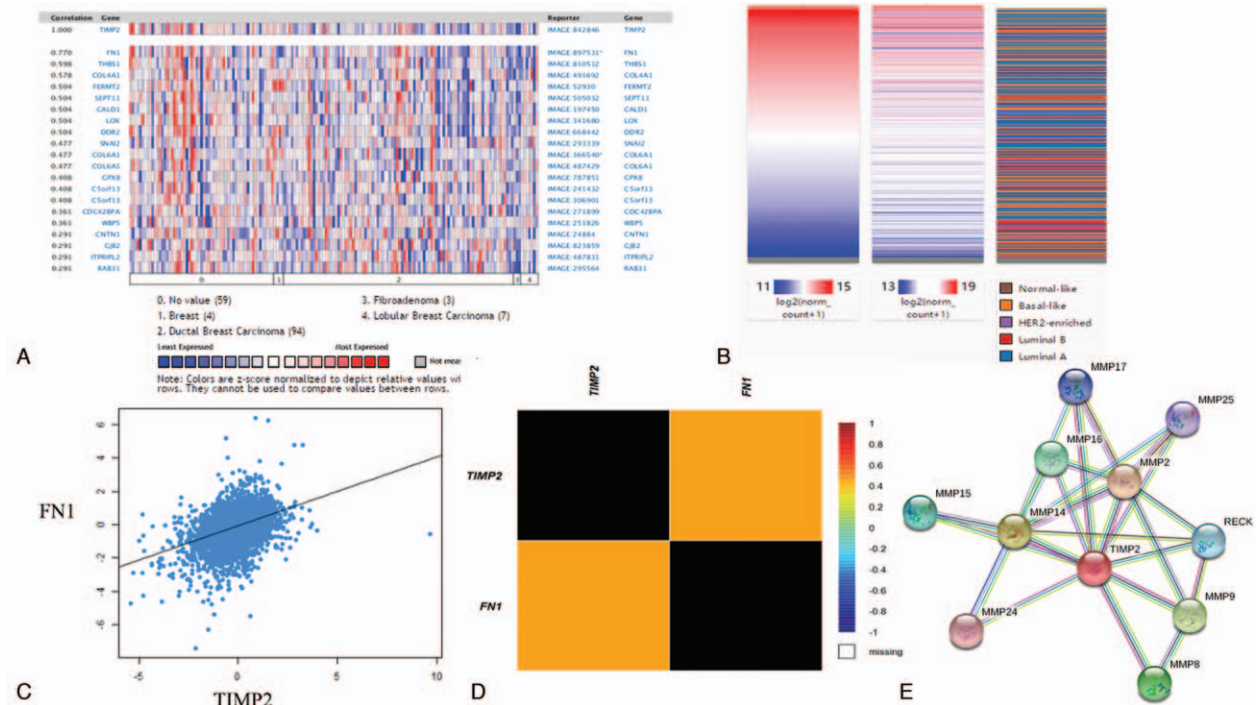 Correlation Gene Reporter Gene
1.000 TIMP2 IMAGE:842846 TIMP2
0.770 FN1 IMAGE:897531* FN1
0.598 THBS1 IMAGE:810512 THBS1
0.578 COL4A1 IMAGE:491692 COL4A1
0.504 FERMT2 IMAGE:52930 FERMT2
0.504 SEPT11 IMAGE:505032 SEPT11
0.504 CALD1 IMAGE:197450 CALD1
0.504 LOX IMAGE:341680 LOX
0.504 DDR2 IMAGE:668442 DDR2
0.477 SNAI2 IMAGE:293339 SNAI2
0.477 COL6A1 IMAGE:366540* COL6A1
0.477 COL6A1 IMAGE:487429 COL6A1
0.408 GPX8 IMAGE:787851 GPX8
0.408 C5orf13 IMAGE:241432 C5orf13
0.408 C5orf13 IMAGE:306901 C5orf13
0.361 CDC42BPA IMAGE:271899 CDC42BPA
0.361 WBP5 IMAGE:251826 WBP5
0.291 CNTN1 IMAGE:24884 CNTN1
0.291 GJB2 IMAGE:823859 GJB2
0.291 ITPRIPL2 IMAGE:487831 ITPRIPL2
0.291 RAB31 IMAGE:295564 RAB31
0 1 2 3 4
0. No value (59) 3. Fibroadenoma (3)
1. Breast (4) 4. Lobular Breast Carcinoma (7)
2. Ductal Breast Carcinoma (94)
Least Expressed Most Expressed
Not mea
Note: Colors are z-score normalized to depict relative values wi
rows. They cannot be used to compare values between rows.
A
11 15
log2(norm_
count+1)
13 19
log2(norm_
count+1)
Normal-like
Basal-like
HER2-enriched
Luminal B
Luminal A
B
FN1
6
4
2
0
-2
-4
-6
-5 0 5 10
TIMP2
C
TIMP2 FN1
TIMP2
FN1
1
0.8
0.6
0.4
0.2
0
-0.2
-0.4
-0.6
-0.8
-1
missing
D
MMP17
MMP25
MMP16
MMP2
MMP15
MMP14
RECK
TIMP2
MMP24
MMP9
MMP8
E